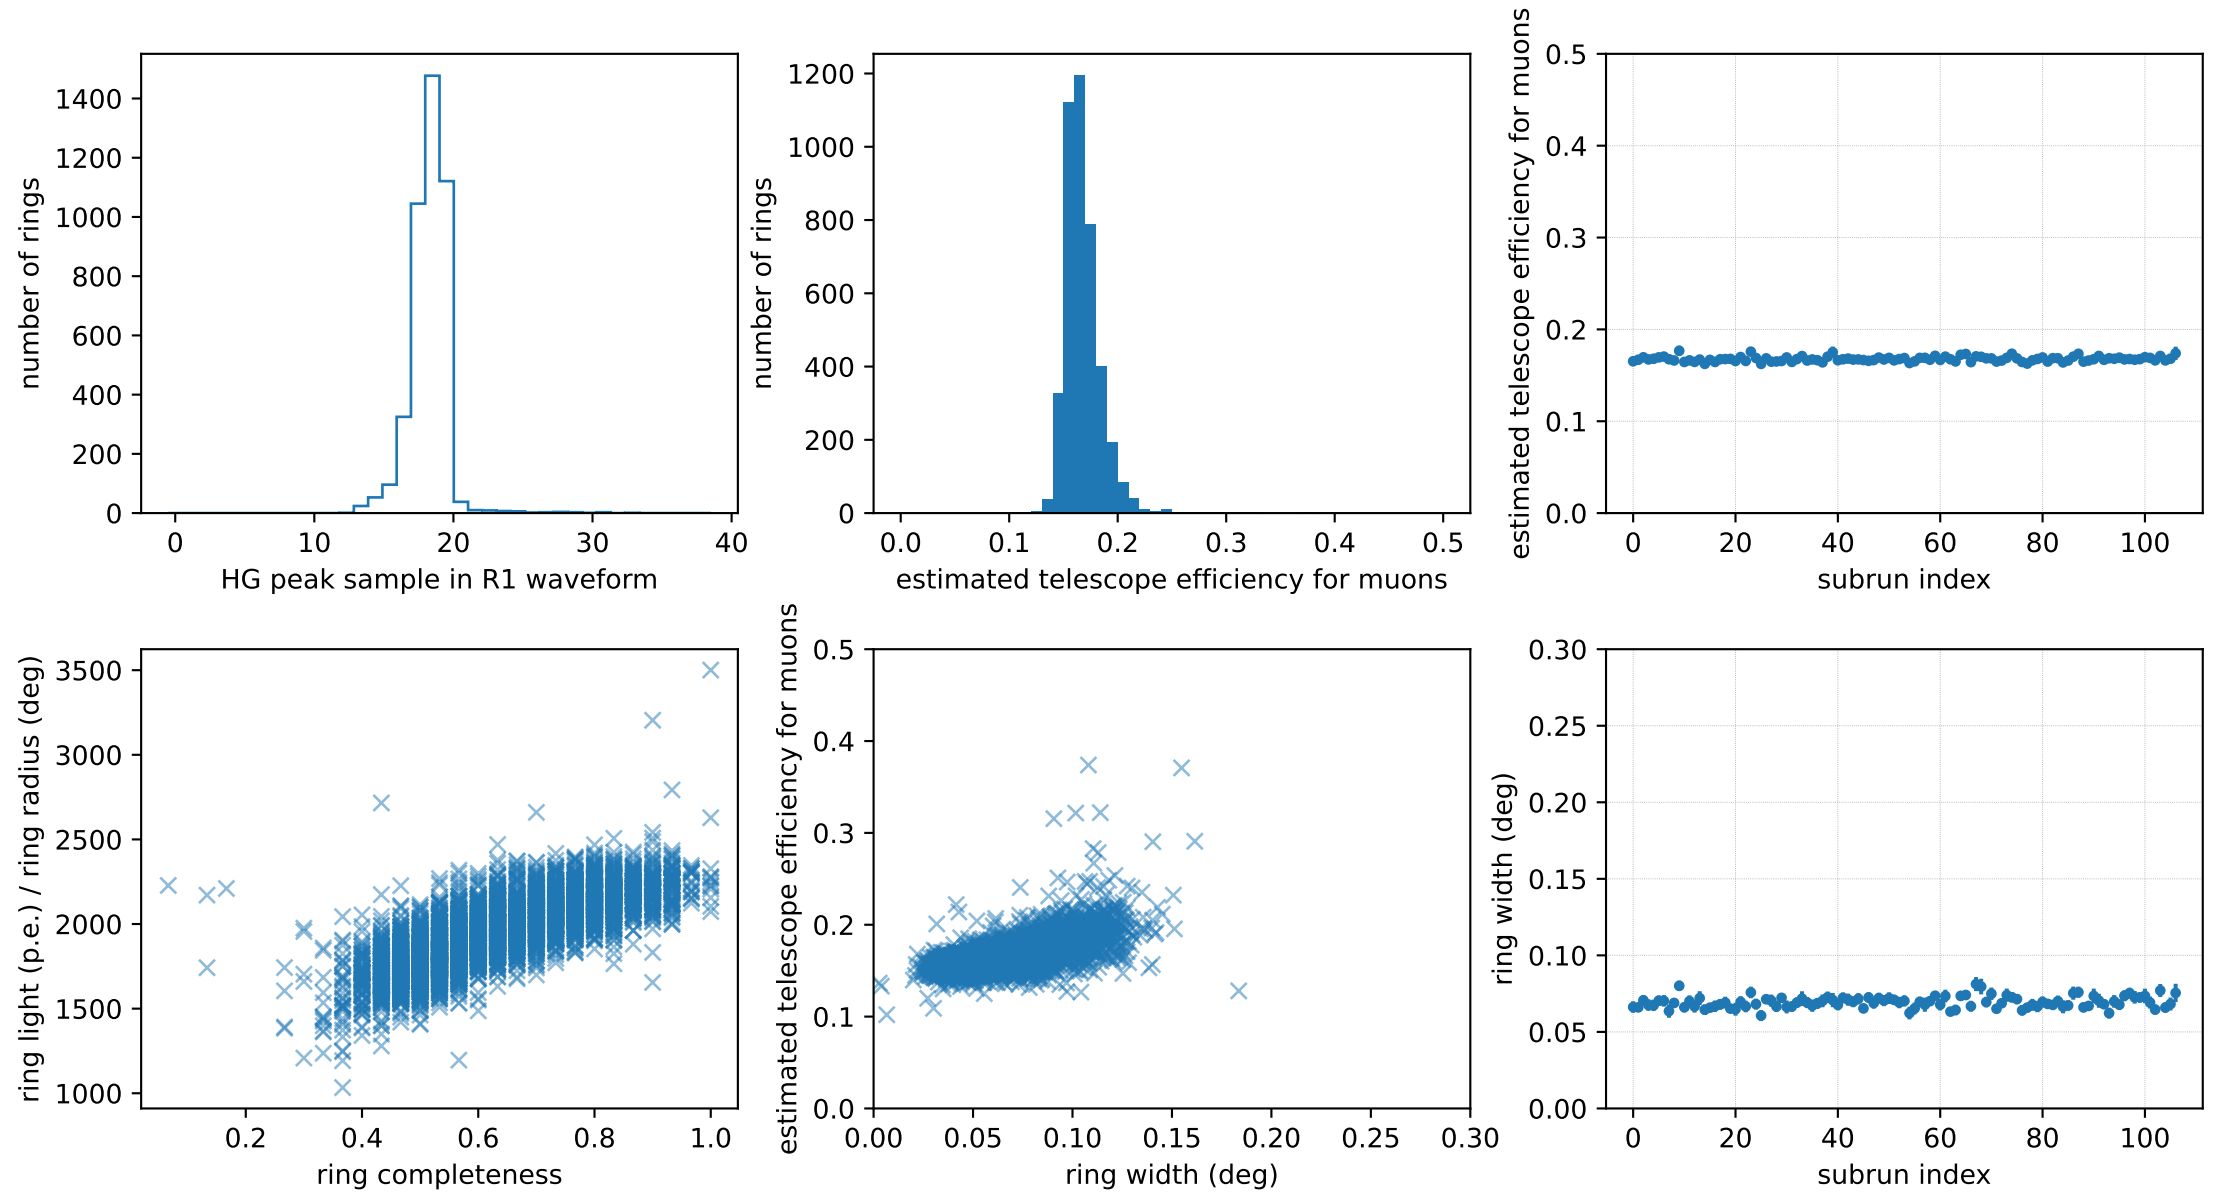 number of rings
1400
1200
1000
800
600
400
200
0
0 10 20 30 40
HG peak sample in R1 waveform
number of rings
1200
1000
800
600
400
200
0
0.0 0.1 0.2 0.3 0.4 0.5
estimated telescope efficiency for muons
estimated telescope efficiency for muons
0.5
0.4
0.3
0.2
0.1
0.0
0 20 40 60 80 100
subrun index
ring light (p.e.) / ring radius (deg)
3500
3000
2500
2000
1500
1000
0.2 0.4 0.6 0.8 1.0
ring completeness
estimated telescope efficiency for muons
0.5
0.4
0.3
0.2
0.1
0.0
0.00 0.05 0.10 0.15 0.20 0.25 0.30
ring width (deg)
ring width (deg)
0.30
0.25
0.20
0.15
0.10
0.05
0.00
0 20 40 60 80 100
subrun index